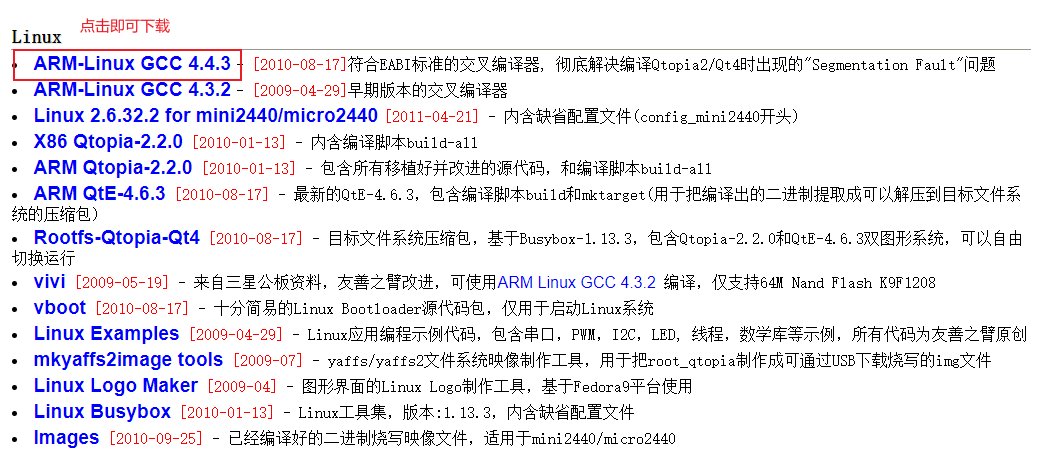 点击即可下载
Linux
ARM-Linux GCC 4.4.3 - [2010-08-17]符合EABI标准的交叉编译器, 彻底解决编译Qtopia2/Qt4时出现的"Segmentation Fault"问题
ARM-Linux GCC 4.3.2 - [2009-04-29]早期版本的交叉编译器
Linux 2.6.32.2 for mini2440/micro2440 [2011-04-21] - 内含缺省配置文件(config_mini2440开头)
X86 Qtopia-2.2.0 [2010-01-13] - 内含编译脚本build-all
ARM Qtopia-2.2.0 [2010-01-13] - 包含所有移植好并改进的源代码，和编译脚本build-all
ARM QtE-4.6.3 [2010-08-17] - 最新的QtE-4.6.3，包含编译脚本build和mktarget(用于把编译出的二进制提取成可以解压到目标文件系
统的压缩包)
Rootfs-Qtopia-Qt4 [2010-08-17] - 目标文件系统压缩包，基于Busybox-1.13.3，包含Qtopia-2.2.0和QtE-4.6.3双图形系统，可以自由
切换运行
vivi [2009-05-19] - 来自三星公板资料，友善之臂改进，可使用ARM Linux GCC 4.3.2 编译，仅支持64M Nand Flash K9F1208
vboot [2010-08-17] - 十分简易的Linux Bootloader源代码包，仅用于启动Linux系统
Linux Examples [2009-04-29] - Linux应用编程示例代码，包含串口，PWM，I2C，LED, 线程，数学库等示例，所有代码为友善之臂原创
mkyaffs2image tools [2009-07] - yaffs/yaffs2文件系统映像制作工具，用于把root_qtopia制作成可通过USB下载烧写的img文件
Linux Logo Maker [2009-04] - 图形界面的Linux Logo制作工具，基于Fedora9平台使用
Linux Busybox [2010-01-13] - Linux工具集，版本:1.13.3，内含缺省配置文件
Images [2010-09-25] - 已经编译好的二进制烧写映像文件，适用于mini2440/micro2440